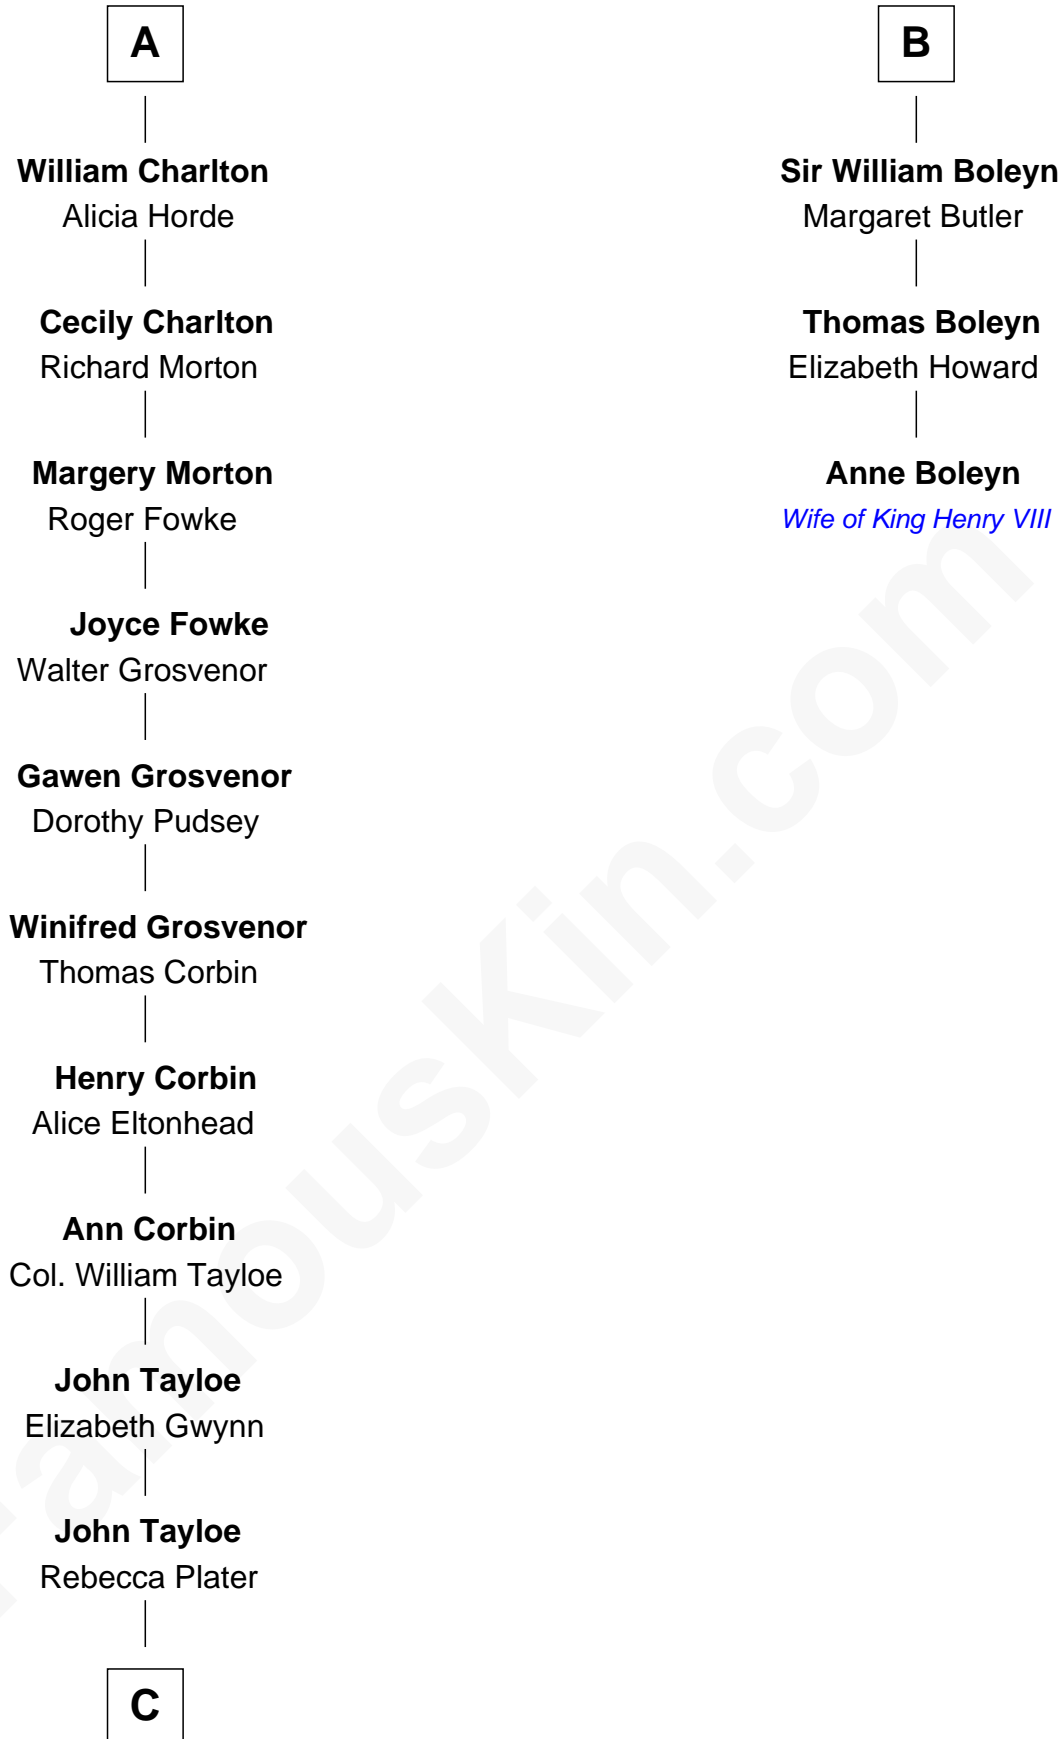 A
William Charlton
Alicia Horde
Cecily Charlton
Richard Morton
Margery Morton
Roger Fowke
Joyce Fowke
Walter Grosvenor
Gawen Grosvenor
Dorothy Pudsey
Winifred Grosvenor
Thomas Corbin
Henry Corbin
Alice Eltonhead
Ann Corbin
Col. William Tayloe
John Tayloe
Elizabeth Gwynn
John Tayloe
Rebecca Plater
C
B
Sir William Boleyn
Margaret Butler
Thomas Boleyn
Elizabeth Howard
Anne Boleyn
Wife of King Henry VIII
FamousKin.com